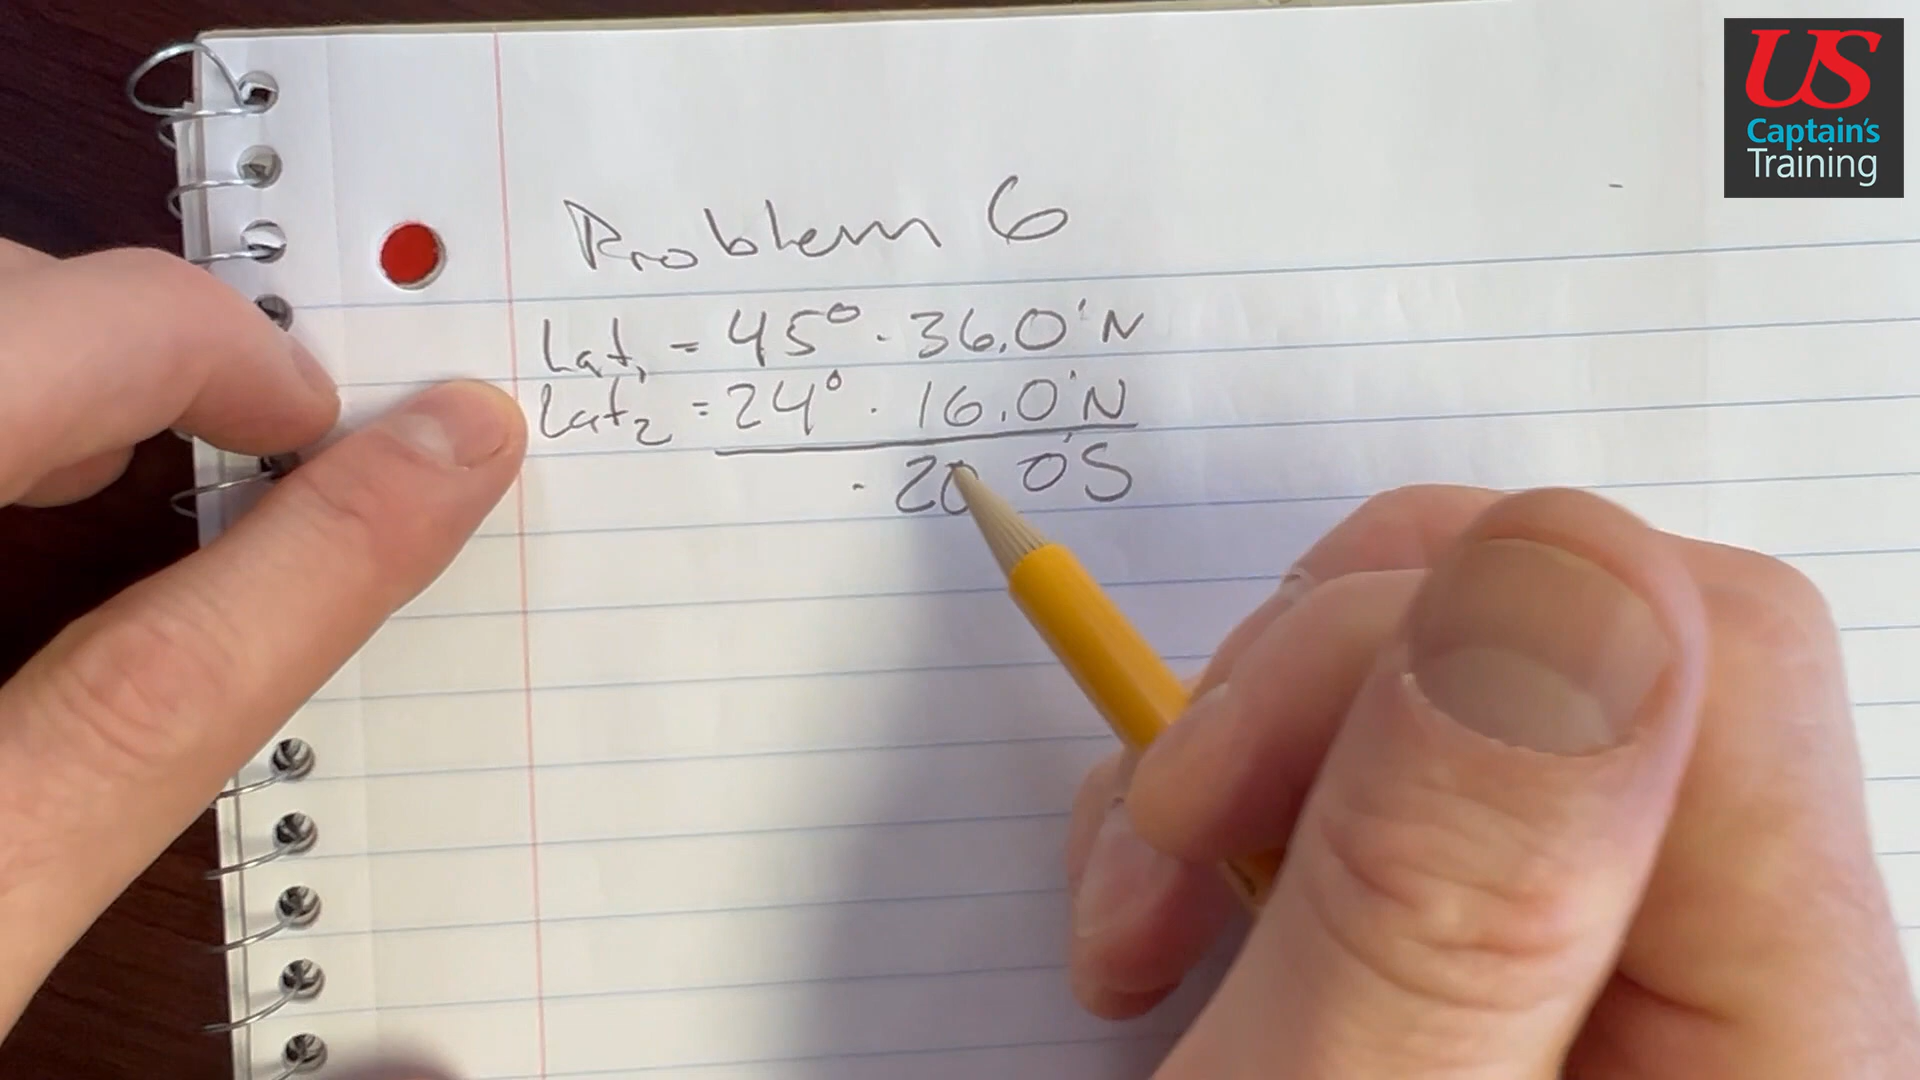 US
Captain's
Training
Problem 6
Lat₁ = 45° · 36.0'N
Lat₂ = 24° · 16.0'N
· 20 0'S